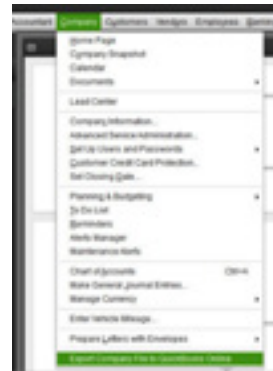 Accountant Company Customers Vendors Employees
Home Page
Company Snapshot
Calendar
Documents
Lead Center
Company Information...
Advanced Service Administration...
Set Up Users and Passwords
Customer Credit Card Protection...
Set Closing Date...
Planning & Budgeting
To Do List
Reminders
Alerts Manager
Maintenance Alerts
Chart of Accounts Ctrl+A
Make General Journal Entries...
Manage Currency
Enter Vehicle Mileage...
Prepare Letters with Envelopes
Export Company File to QuickBooks Online